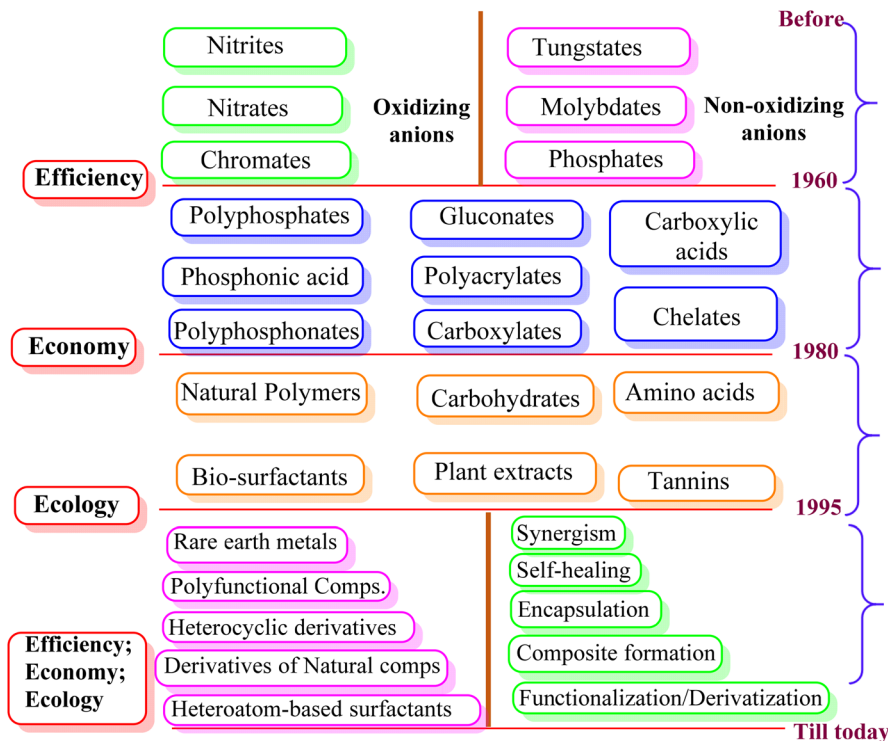 Before
Nitrites
Tungstates
Nitrates
Oxidizing
anions
Molybdates
Non-oxidizing
anions
Chromates
Phosphates
Efficiency
1960
Polyphosphates
Gluconates
Carboxylic
acids
Phosphonic acid
Polyacrylates
Polyphosphonates
Carboxylates
Chelates
Economy
1980
Natural Polymers
Carbohydrates
Amino acids
Bio-surfactants
Plant extracts
Tannins
Ecology
1995
Rare earth metals
Synergism
Polyfunctional Comps.
Self-healing
Heterocyclic derivatives
Encapsulation
Efficiency;
Economy;
Ecology
Derivatives of Natural comps
Composite formation
Heteroatom-based surfactants
Functionalization/Derivatization
Till today